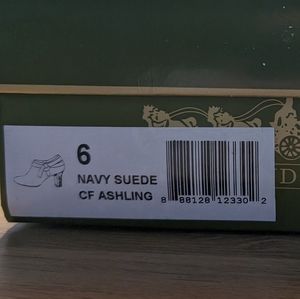 6
NAVY SUEDE
CF ASHLING
8 88128 12330 2
D